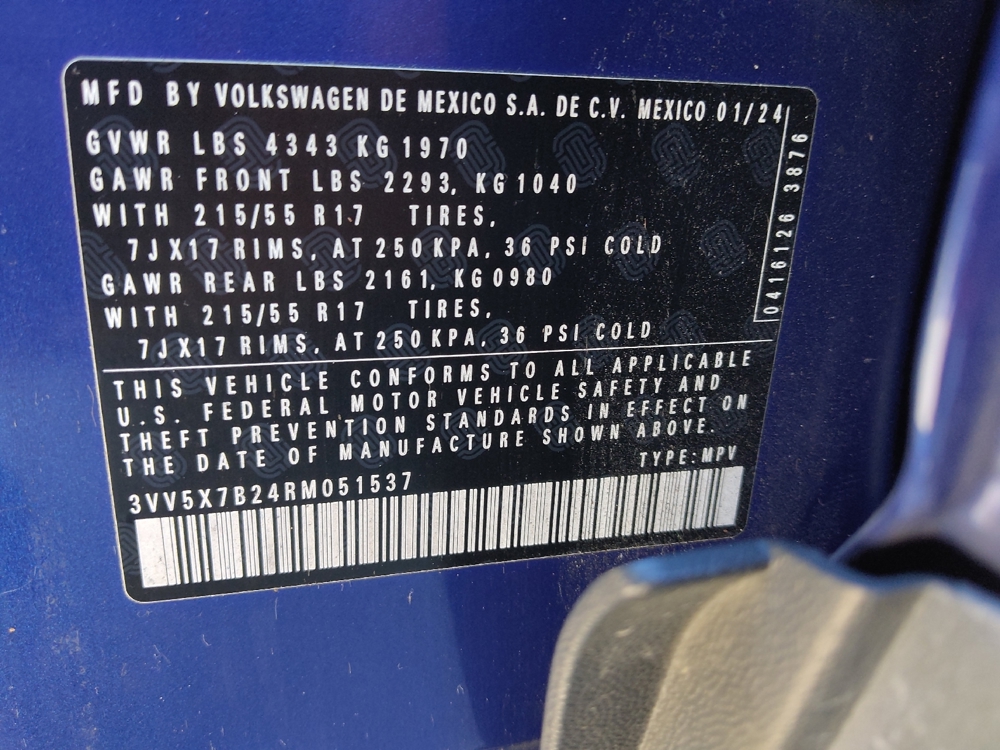 MFD BY VOLKSWAGEN DE MEXICO S.A. DE C.V. MEXICO 01/24
GVWR LBS 4343 KG 1970
GAWR FRONT LBS 2293, KG 1040
WITH 215/55 R17 TIRES,
7JX17 RIMS, AT 250 KPA, 36 PSI COLD
GAWR REAR LBS 2161, KG 0980
WITH 215/55 R17 TIRES,
7JX17 RIMS, AT 250 KPA, 36 PSI COLD
0416126 3876
THIS VEHICLE CONFORMS TO ALL APPLICABLE
U.S. FEDERAL MOTOR VEHICLE SAFETY AND
THEFT PREVENTION STANDARDS IN EFFECT ON
THE DATE OF MANUFACTURE SHOWN ABOVE.
TYPE: MPV
3VV5X7B24RM051537